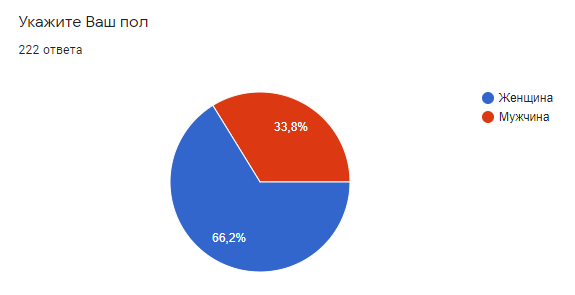 Укажите Ваш пол
222 ответа
Женщина
Мужчина
33,8%
66,2%